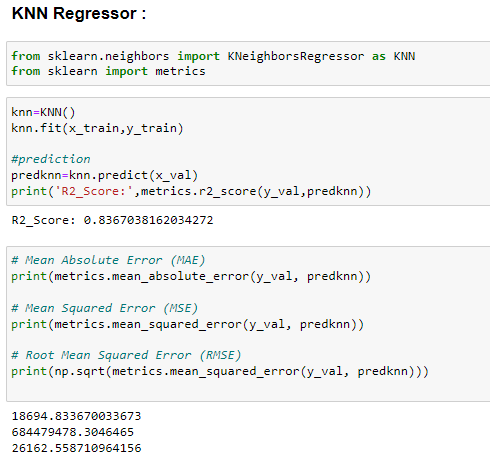 KNN Regressor :
from sklearn.neighbors import KNeighborsRegressor as KNN
from sklearn import metrics
knn=KNN()
knn.fit(x_train,y_train)
#prediction
predknn=knn.predict(x_val)
print('R2_Score:',metrics.r2_score(y_val,predknn))
R2_Score: 0.8367038162034272
# Mean Absolute Error (MAE)
print(metrics.mean_absolute_error(y_val, predknn))
# Mean Squared Error (MSE)
print(metrics.mean_squared_error(y_val, predknn))
# Root Mean Squared Error (RMSE)
print(np.sqrt(metrics.mean_squared_error(y_val, predknn)))
18694.833670033673
684479478.3046465
26162.558710964156